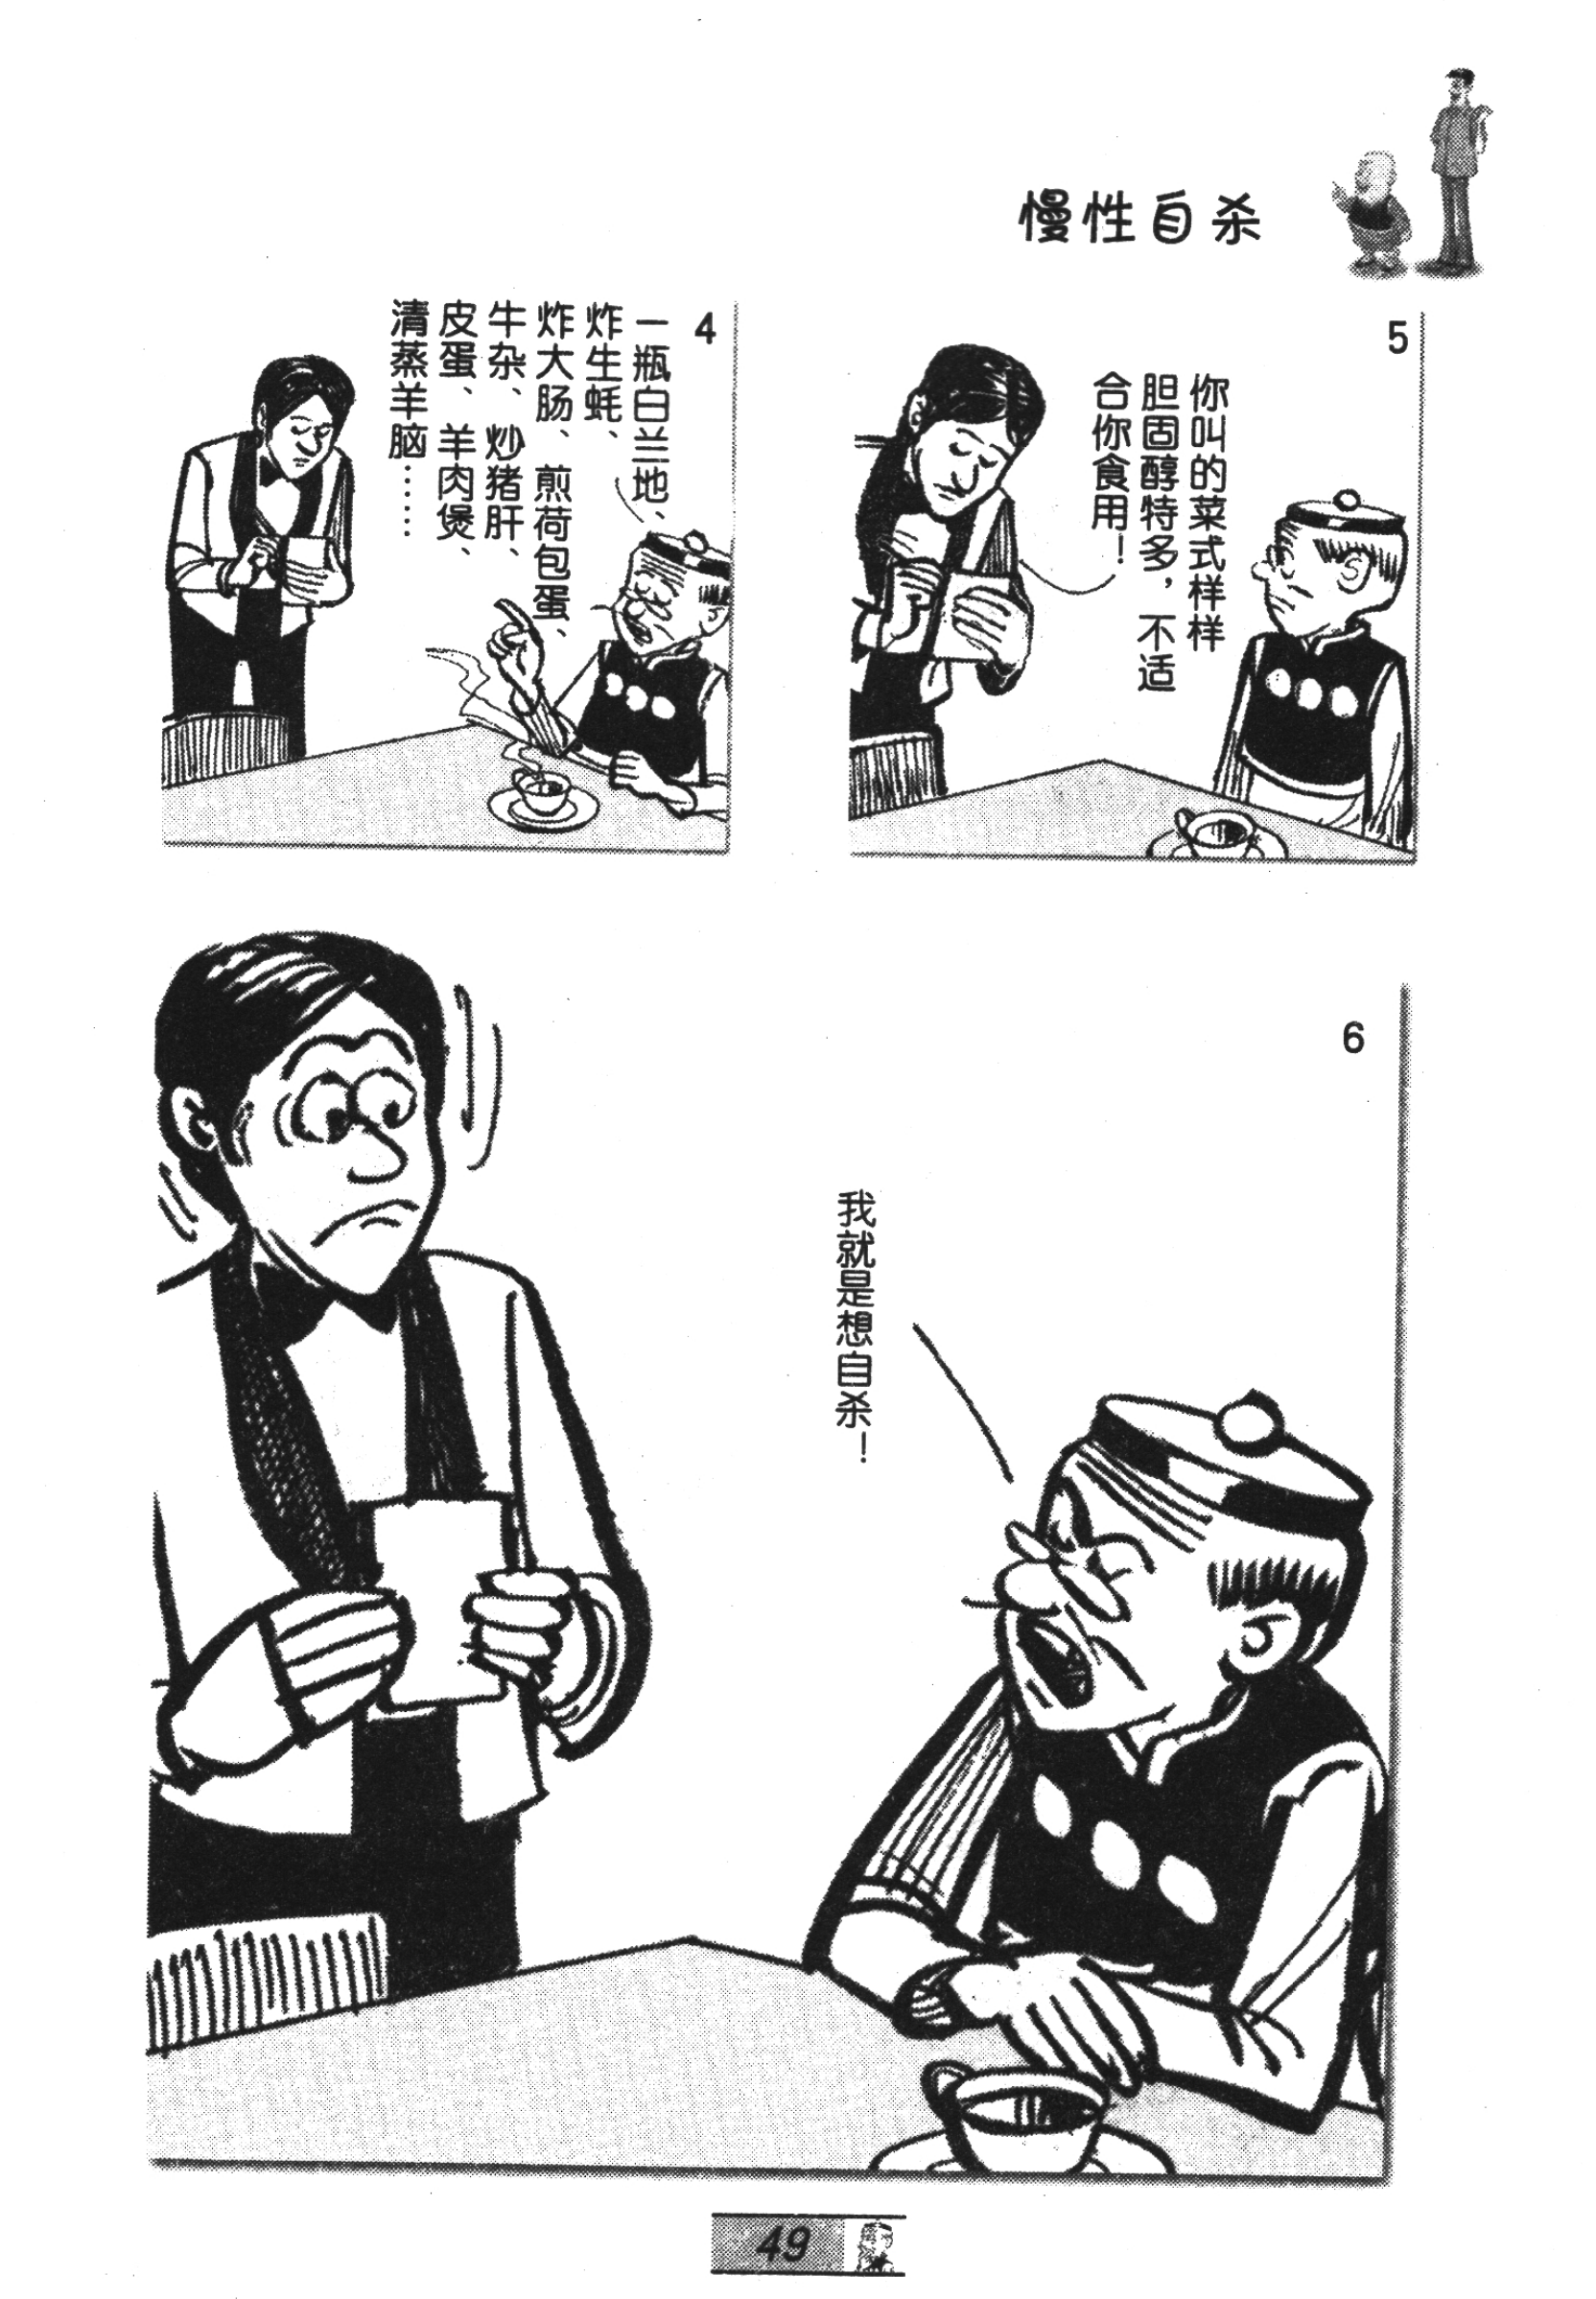 慢性自杀
4
一瓶白兰地、
炸生蚝、
炸大肠、煎荷包蛋、
牛杂、炒猪肝、
皮蛋、羊肉煲、
清蒸羊脑……
5
你叫的菜式样样
胆固醇特多，不适
合你食用！
6
我就是想自杀！
49